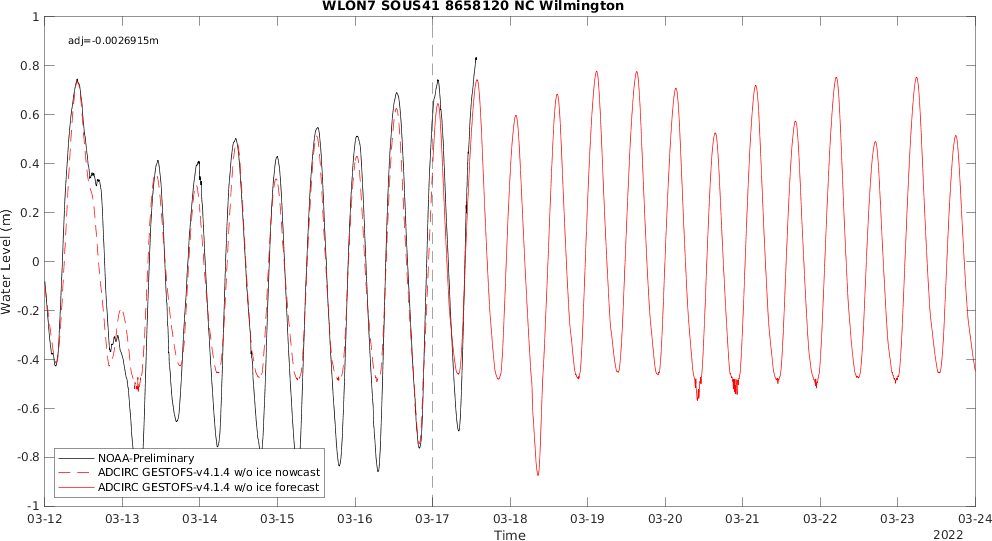 WLON7 SOUS41 8658120 NC Wilmington
adj=-0.0026915m
1
0.8
0.6
0.4
0.2
0
-0.2
-0.4
-0.6
-0.8
-1
Water Level (m)
NOAA-Preliminary
ADCIRC GESTOFS-v4.1.4 w/o ice nowcast
ADCIRC GESTOFS-v4.1.4 w/o ice forecast
03-12 03-13 03-14 03-15 03-16 03-17 03-18 03-19 03-20 03-21 03-22 03-23 03-24
Time
2022